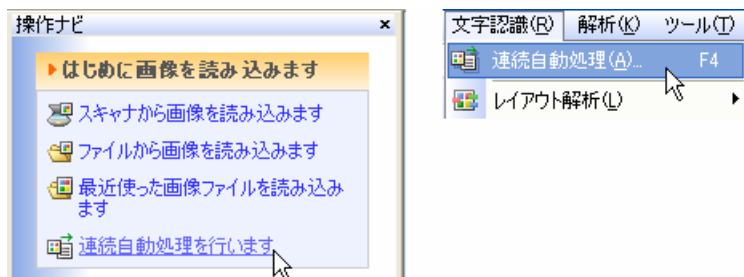 操作ナビ
はじめに画像を読み込みます
スキャナから画像を読み込みます
ファイルから画像を読み込みます
最近使った画像ファイルを読み込み
ます
連続自動処理を行います
文字認識(R) 解析(K) ツール(T)
連続自動処理(A)... F4
レイアウト解析(L)